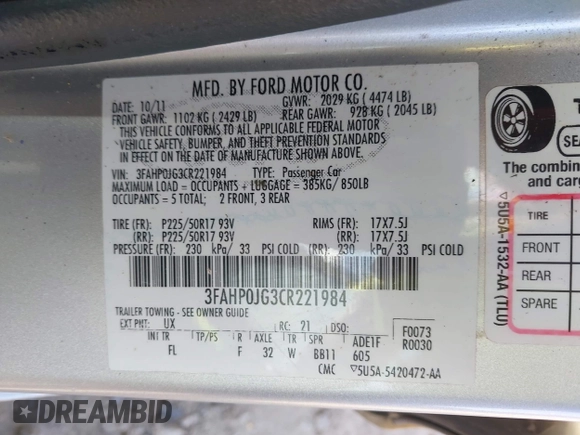 MFD. BY FORD MOTOR CO.
DATE: 10/11 GVWR: 2029 KG ( 4474 LB)
FRONT GAWR: 1102 KG ( 2429 LB) REAR GAWR: 928 KG ( 2045 LB)
THIS VEHICLE CONFORMS TO ALL APPLICABLE FEDERAL MOTOR
VEHICLE SAFETY, BUMPER, AND THEFT PREVENTION STANDARDS
IN EFFECT ON THE DATE OF MANUFACTURE SHOWN ABOVE.
VIN: 3FAHP0JG3CR221984 TYPE: Passenger Car
MAXIMUM LOAD = OCCUPANTS + LUGGAGE = 385KG/ 850LB
OCCUPANTS = 5 TOTAL; 2 FRONT, 3 REAR
TIRE (FR): P225/50R17 93V RIMS (FR): 17X7.5J
(RR): P225/50R17 93V (RR): 17X7.5J
PRESSURE (FR): 230 kPa/ 33 PSI COLD (RR): 230 kPa/ 33 PSI COLD
3FAHP0JG3CR221984
TRAILER TOWING - SEE OWNER GUIDE
EXT PNT: UX RC: 21 DSO: F0073
INT TR TP/PS R AXLE TR SPR ADE1F R0030
FL F 32 W BB11 605
CMC ▽5U5A-5420472-AA
▽5U5A-1532-AA (TLU)
T
SEA
The combin
and carg
TIRE
FRONT
REAR
SPARE
DREAMBID